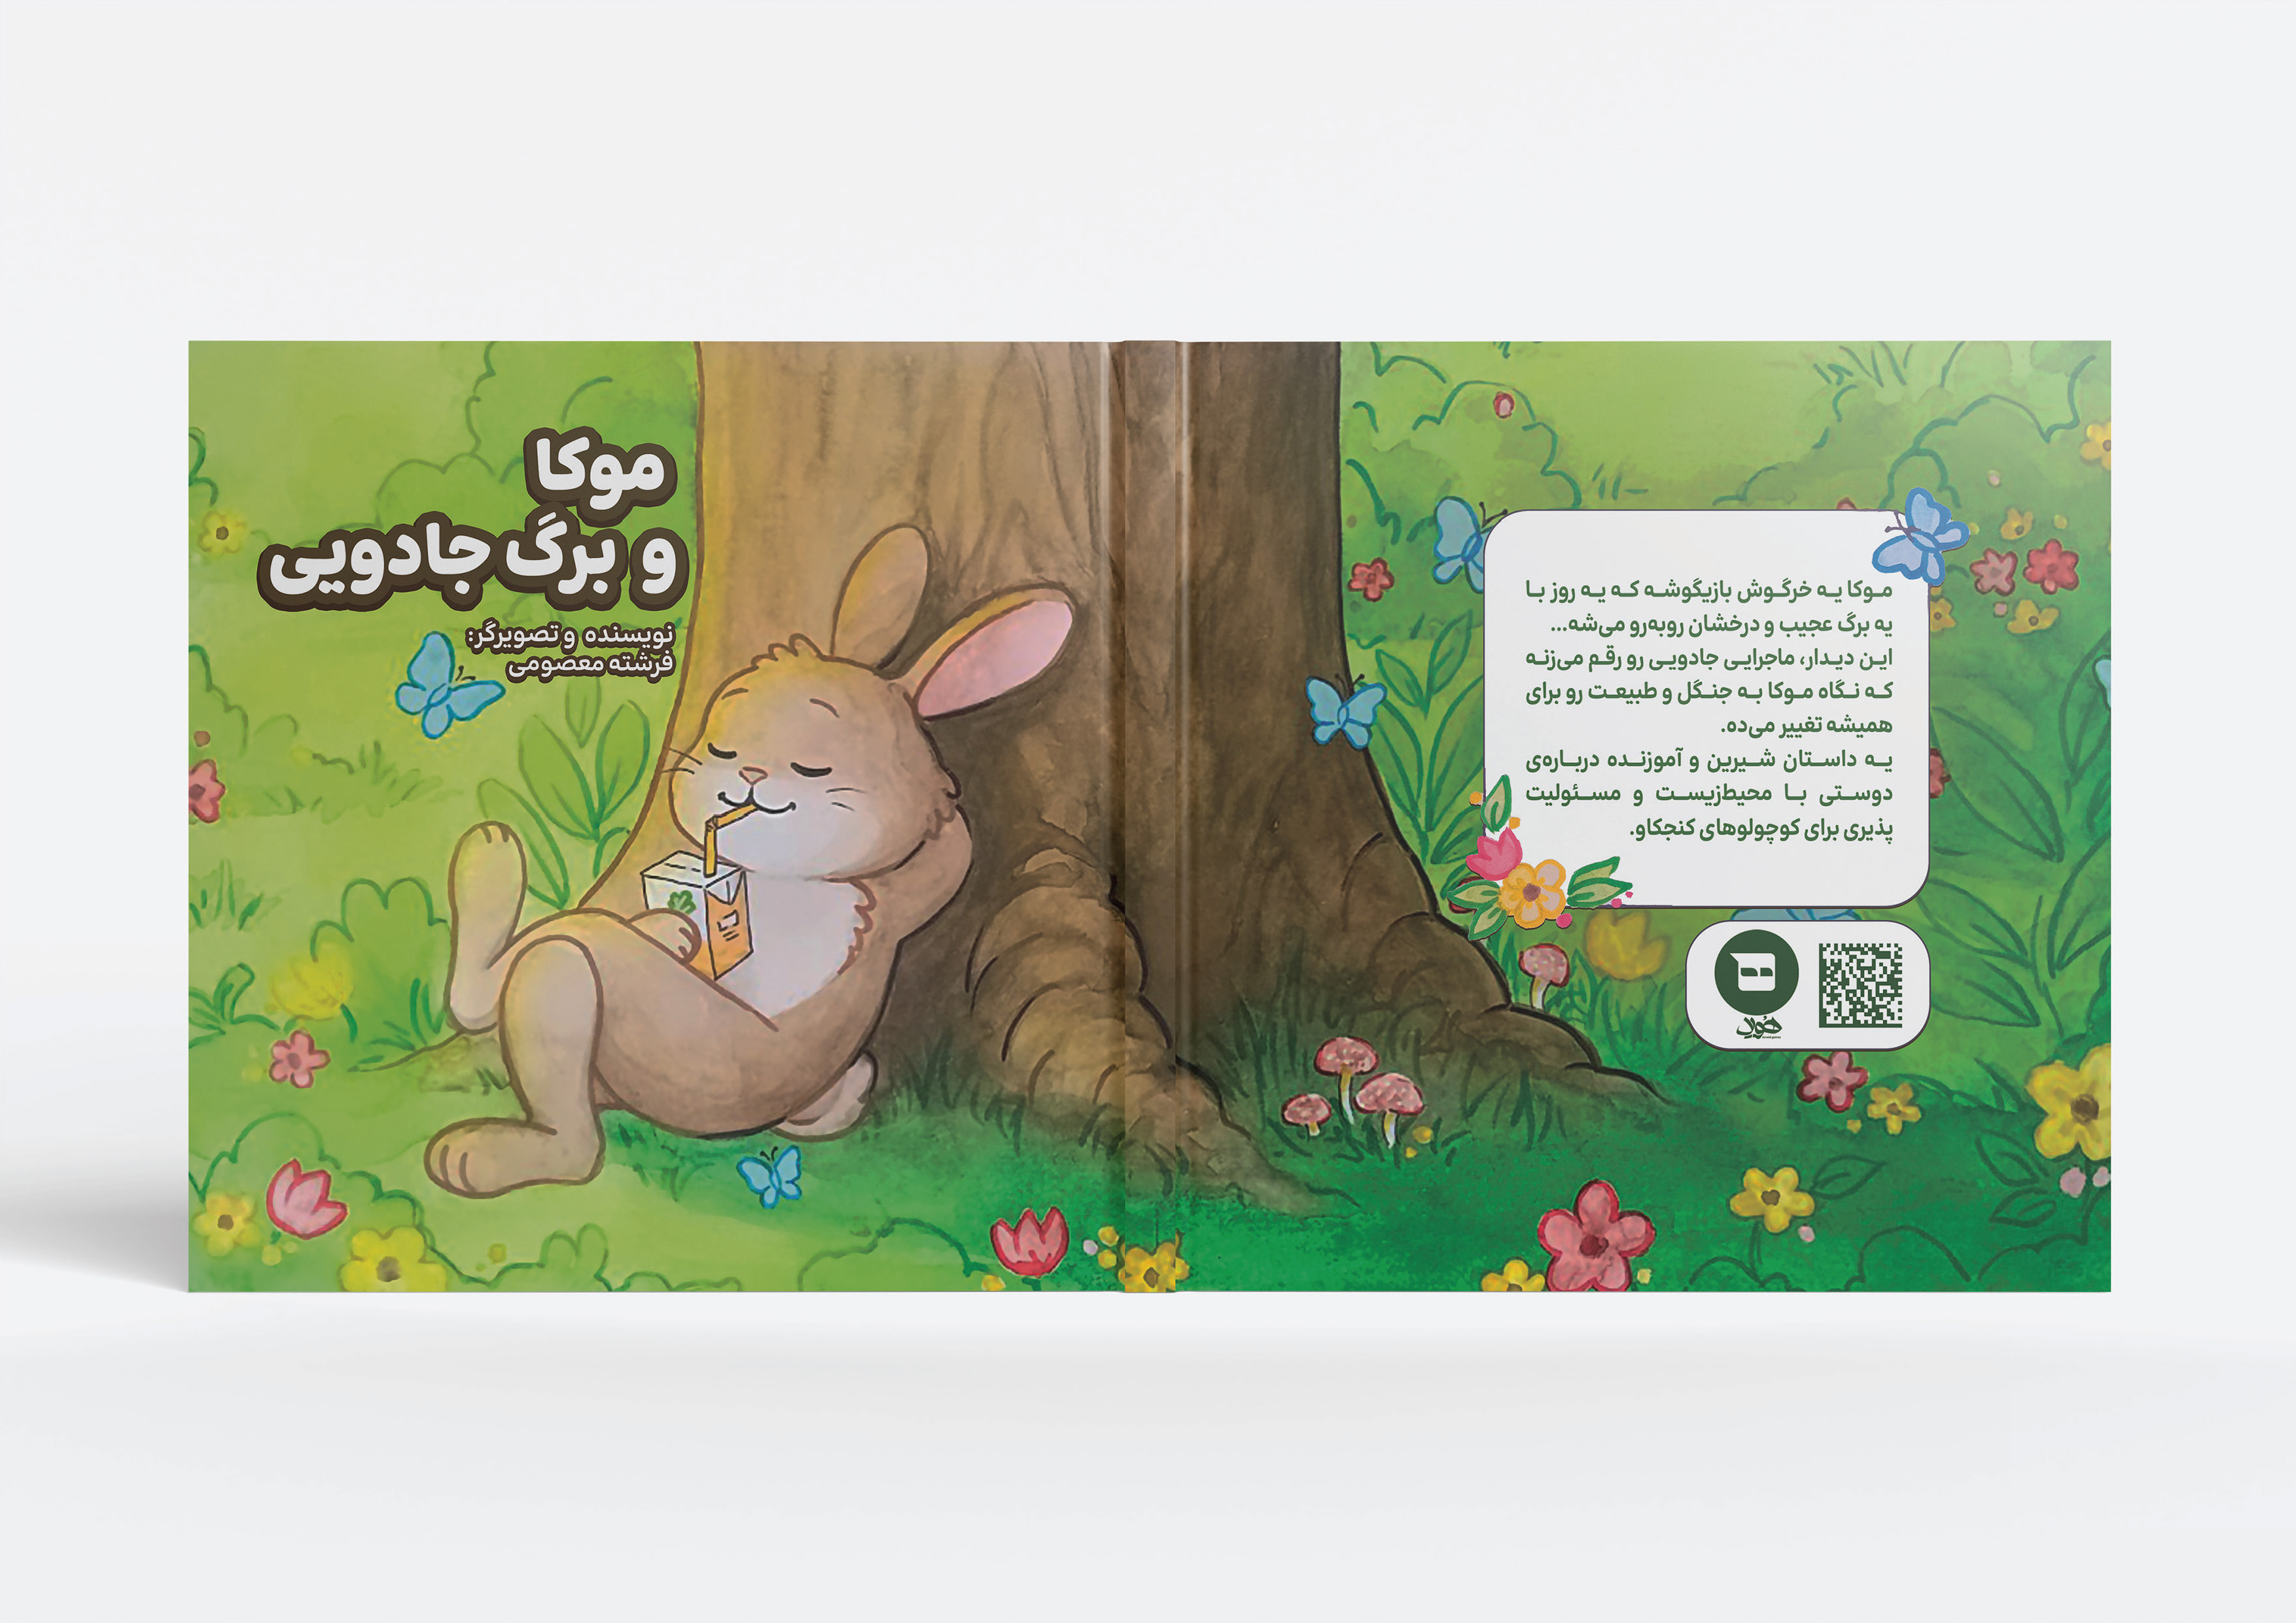 موکا
و برگ جادویی
نویسنده و تصویرگر:
فرشته معصومی
موکا یه خرگوش بازیگوشه که یه روز با
یه برگ عجیب و درخشان روبه‌رو می‌شه...
این دیدار، ماجرایی جادویی رو رقم می‌زنه
که نگاه موکا به جنگل و طبیعت رو برای
همیشه تغییر می‌ده.
یه داستان شیرین و آموزنده درباره‌ی
دوستی با محیط‌زیست و مسئولیت
پذیری برای کوچولوهای کنجکاو.